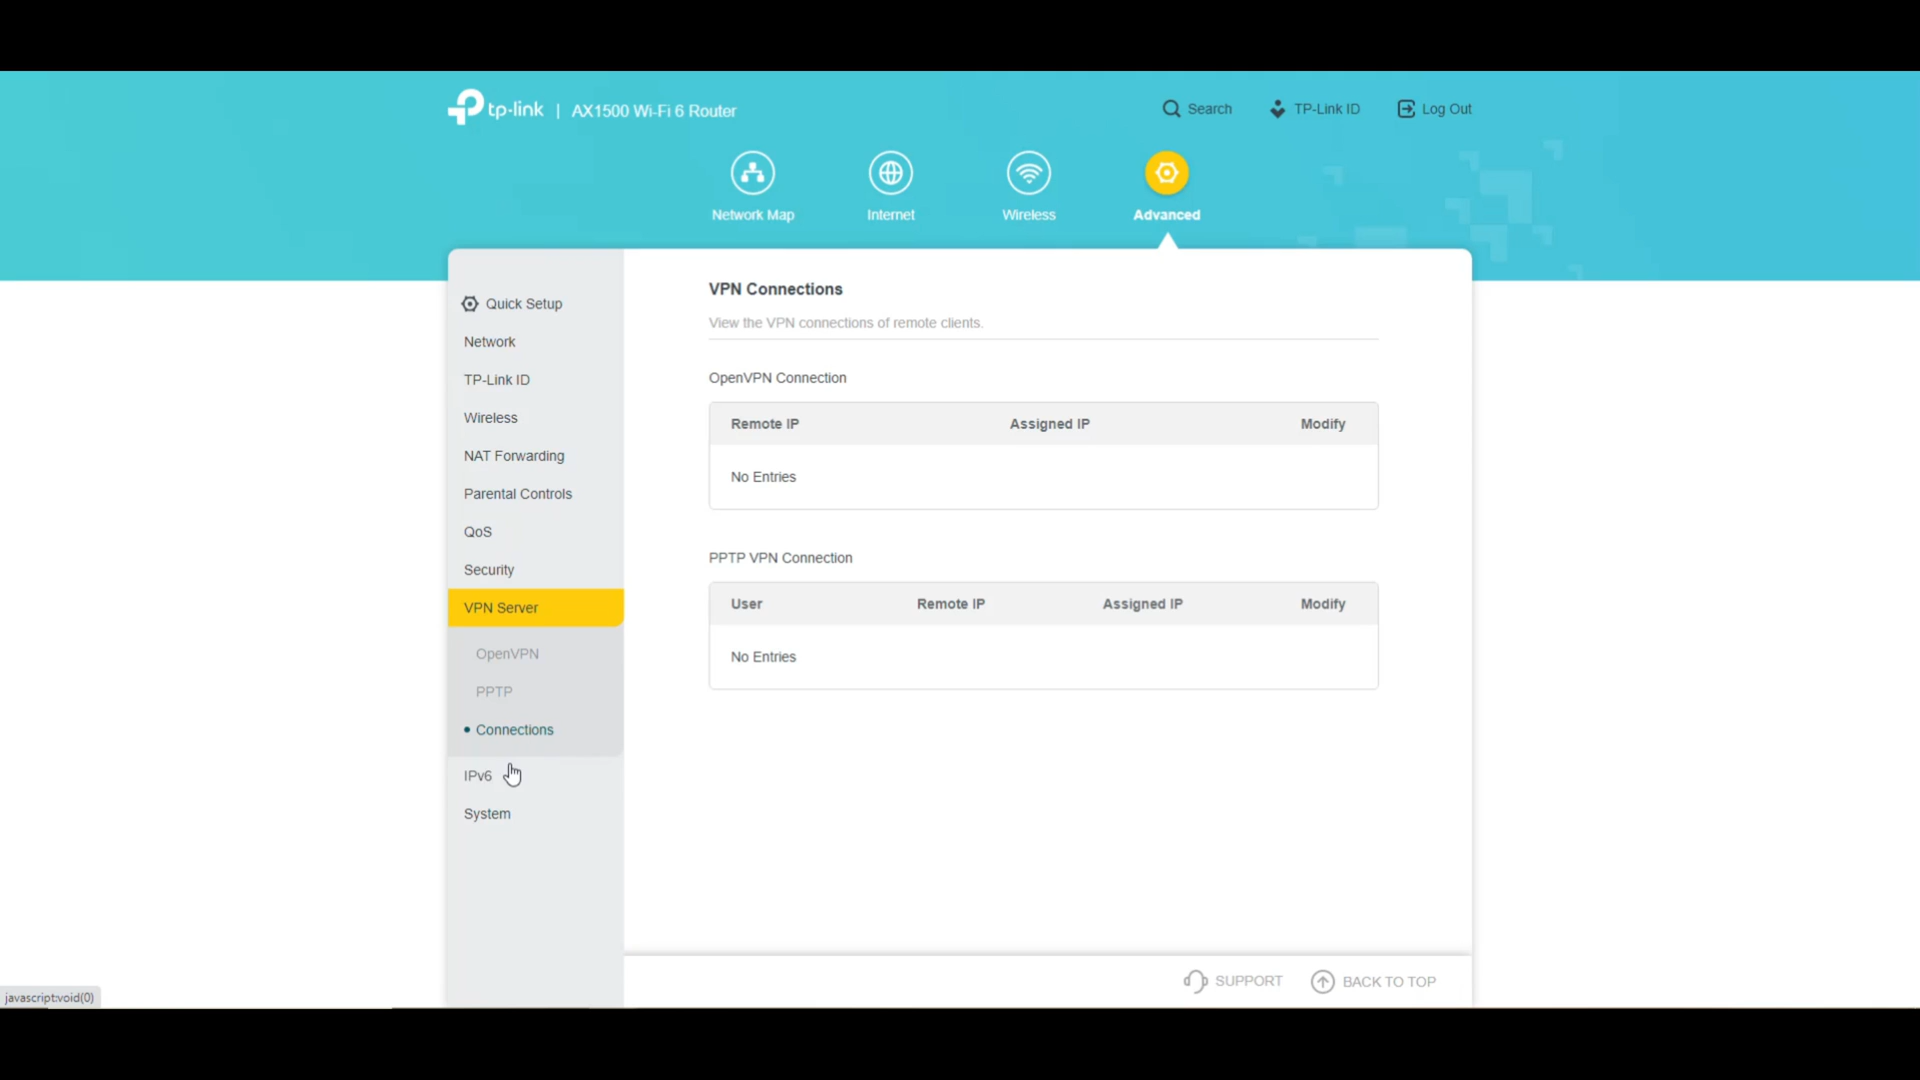 tp-link | AX1500 Wi-Fi 6 Router
Search
TP-Link ID
Log Out
Network Map
Internet
Wireless
Advanced
Quick Setup
Network
TP-Link ID
Wireless
NAT Forwarding
Parental Controls
QoS
Security
VPN Server
OpenVPN
PPTP
• Connections
IPv6
System
VPN Connections
View the VPN connections of remote clients.
OpenVPN Connection
Remote IP Assigned IP Modify
No Entries
PPTP VPN Connection
User Remote IP Assigned IP Modify
No Entries
SUPPORT
BACK TO TOP
javascript:void(0)